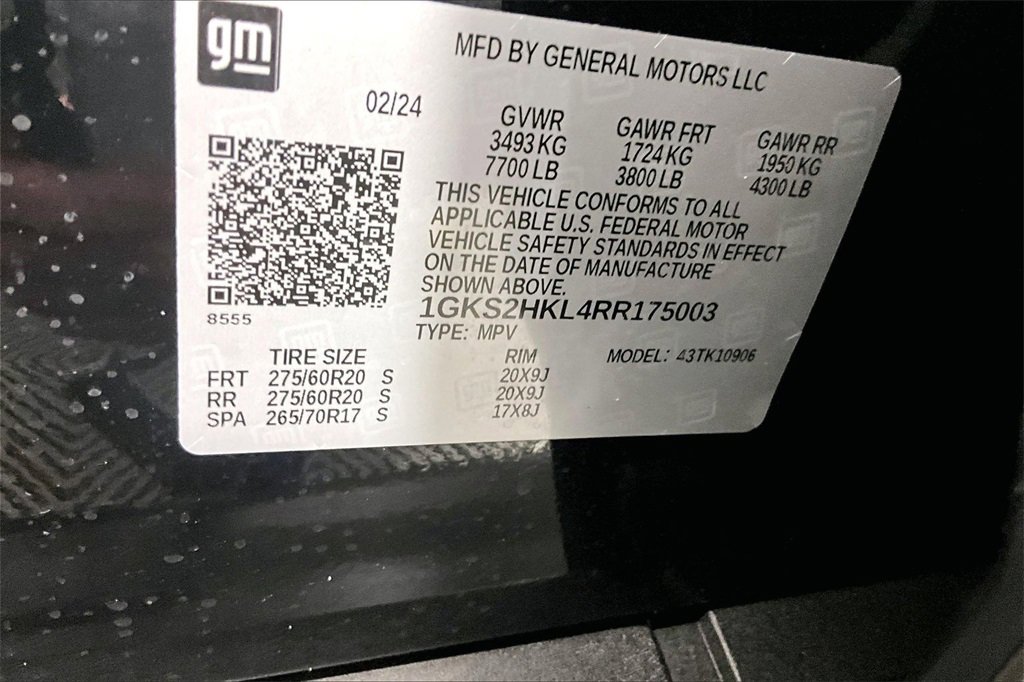 gm
MFD BY GENERAL MOTORS LLC
02/24
GVWR GAWR FRT GAWR RR
3493 KG 1724 KG 1950 KG
7700 LB 3800 LB 4300 LB
THIS VEHICLE CONFORMS TO ALL
APPLICABLE U.S. FEDERAL MOTOR
VEHICLE SAFETY STANDARDS IN EFFECT
ON THE DATE OF MANUFACTURE
SHOWN ABOVE.
1GKS2HKL4RR175003
8555
TYPE: MPV
TIRE SIZE RIM MODEL: 43TK10906
FRT 275/60R20 S 20X9J
RR 275/60R20 S 20X9J
SPA 265/70R17 S 17X8J